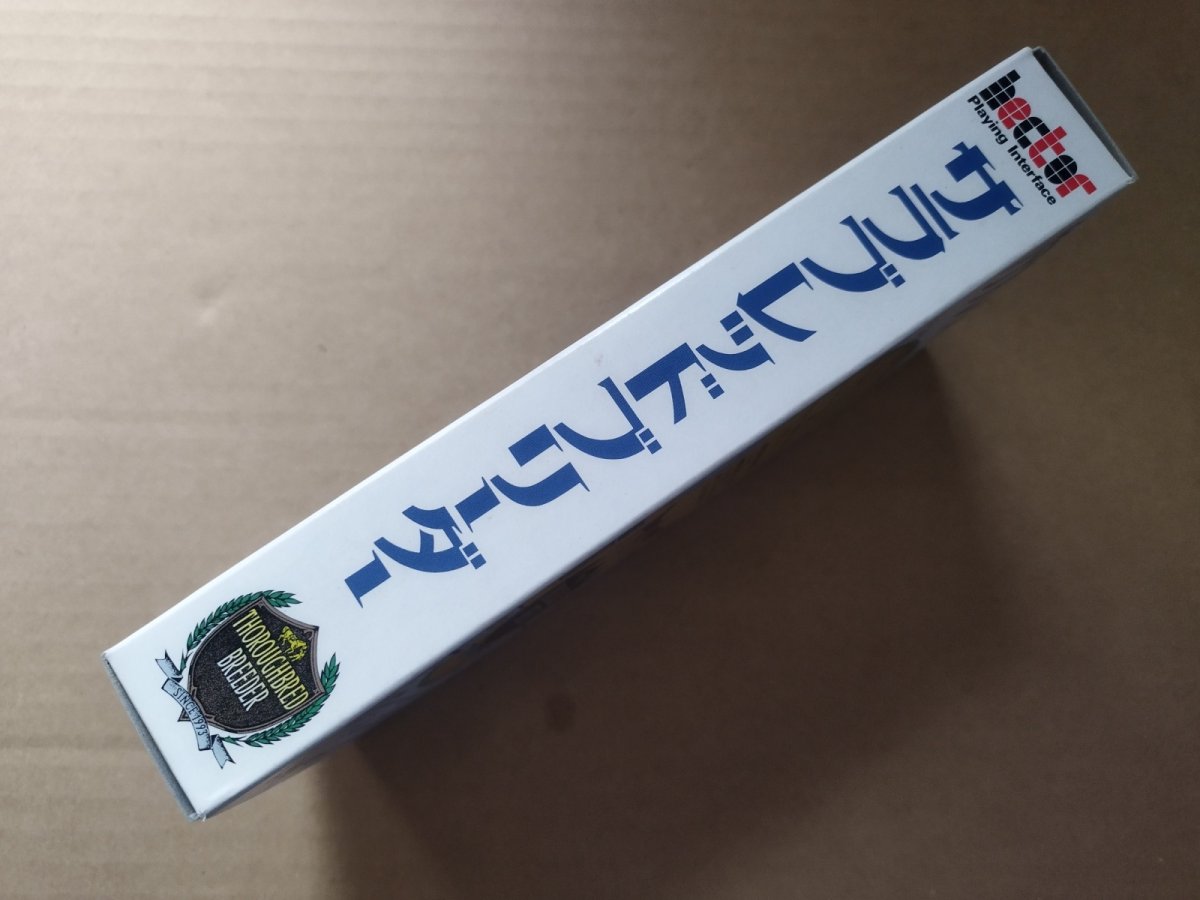 hector
Playing Interface
サラブレッドブリーダー
THOROUGHBRED
BREEDER
SINCE 1993